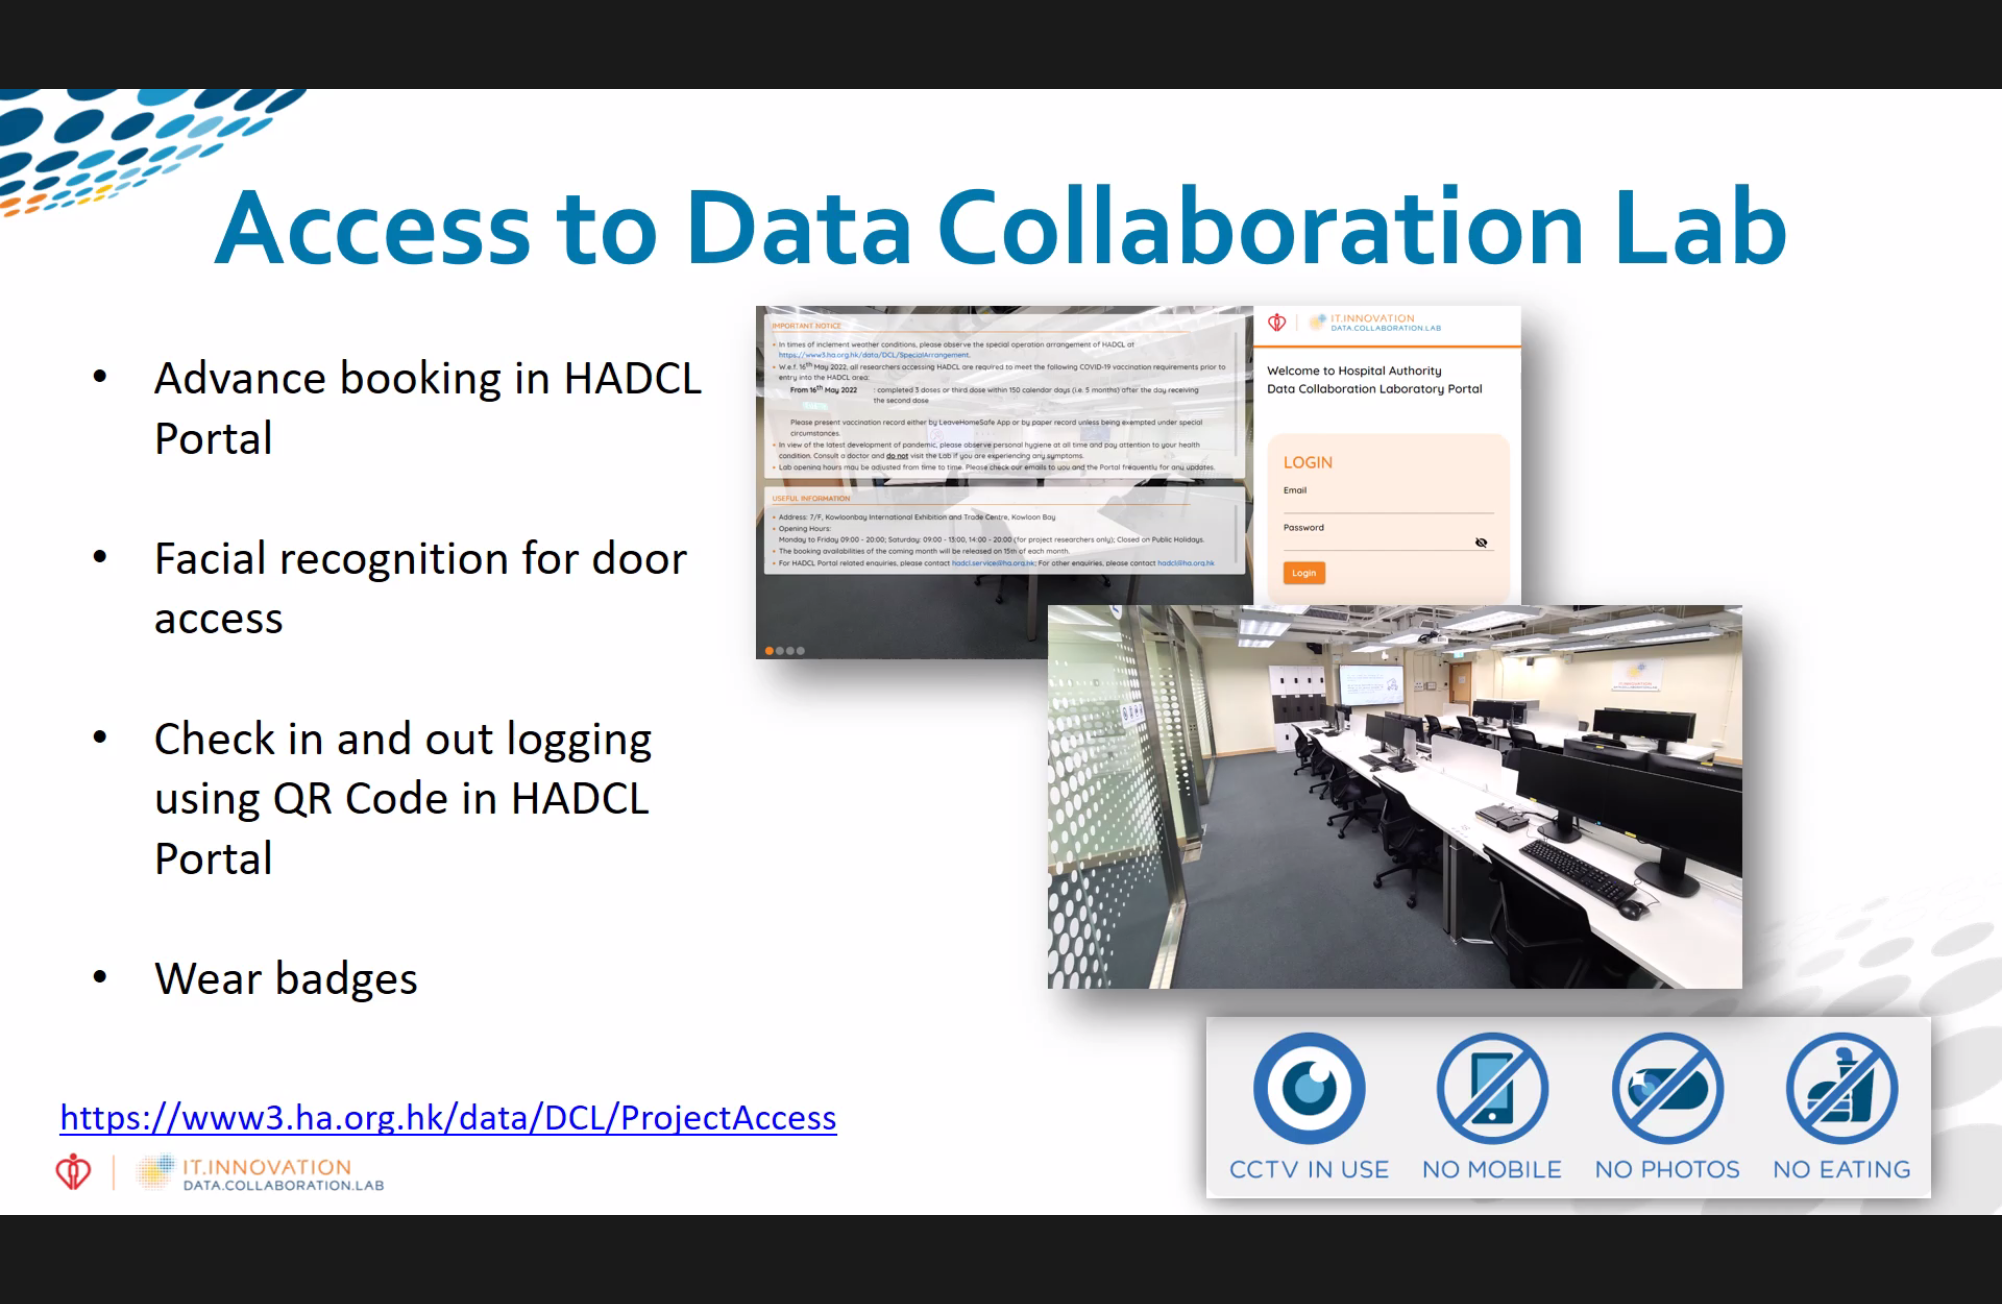 Access to Data Collaboration Lab
• Advance booking in HADCL
Portal
• Facial recognition for door
access
• Check in and out logging
using QR Code in HADCL
Portal
• Wear badges
https://www3.ha.org.hk/data/DCL/ProjectAccess
IT.INNOVATION
DATA.COLLABORATION.LAB
IMPORTANT NOTICE
• In times of inclement weather conditions, please observe the special operation arrangement of HADCL at
https://www3.ha.org.hk/data/DCL/SpecialArrangement.
• W.e.f. 16th May 2022, all researchers accessing HADCL are required to meet the following COVID-19 vaccination requirements prior to
entry into the HADCL area:
From 16th May 2022 : completed 3 doses or third dose within 150 calendar days (i.e. 5 months) after the day receiving
the second dose
Please present vaccination record either by LeaveHomeSafe App or by paper record unless being exempted under special
circumstances.
• In view of the latest development of pandemic, please observe personal hygiene at all time and pay attention to your health
condition. Consult a doctor and do not visit the Lab if you are experiencing any symptoms.
• Lab opening hours may be adjusted from time to time. Please check our emails to you and the Portal frequently for any updates.
USEFUL INFORMATION
• Address: 7/F, Kowloonbay International Exhibition and Trade Centre, Kowloon Bay
• Opening Hours:
Monday to Friday 09:00 - 20:00; Saturday: 09:00 - 13:00, 14:00 - 20:00 (for project researchers only); Closed on Public Holidays.
• The booking availabilities of the coming month will be released on 15th of each month.
• For HADCL Portal related enquiries, please contact hadcl.service@ha.org.hk; For other enquiries, please contact hadcl@ha.org.hk
IT.INNOVATION
DATA.COLLABORATION.LAB
Welcome to Hospital Authority
Data Collaboration Laboratory Portal
LOGIN
Email
Password
Login
CCTV IN USE
NO MOBILE
NO PHOTOS
NO EATING